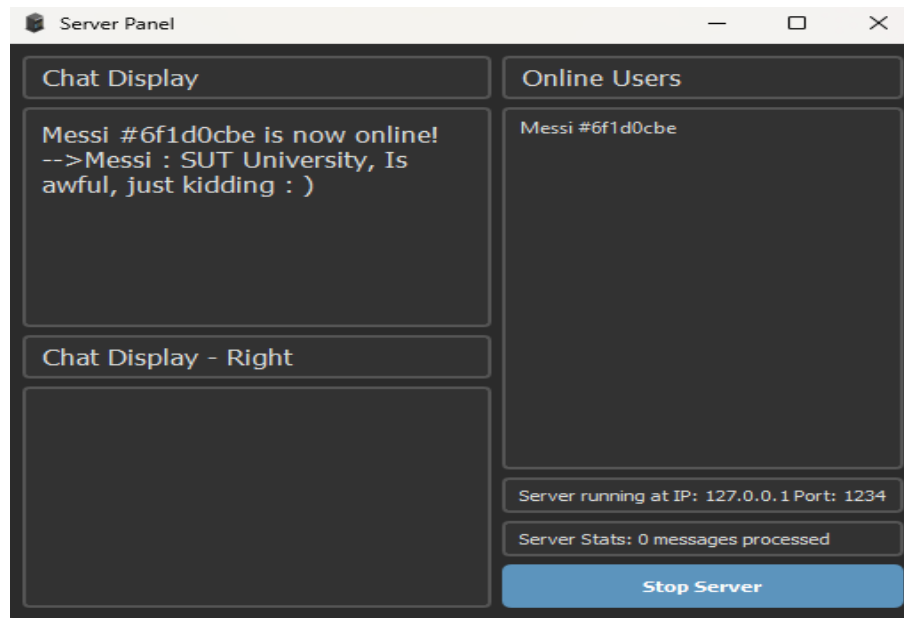 Server Panel
Chat Display
Messi #6f1d0cbe is now online!
-->Messi : SUT University, Is
awful, just kidding : )
Chat Display - Right
Online Users
Messi #6f1d0cbe
Server running at IP: 127.0.0.1 Port: 1234
Server Stats: 0 messages processed
Stop Server